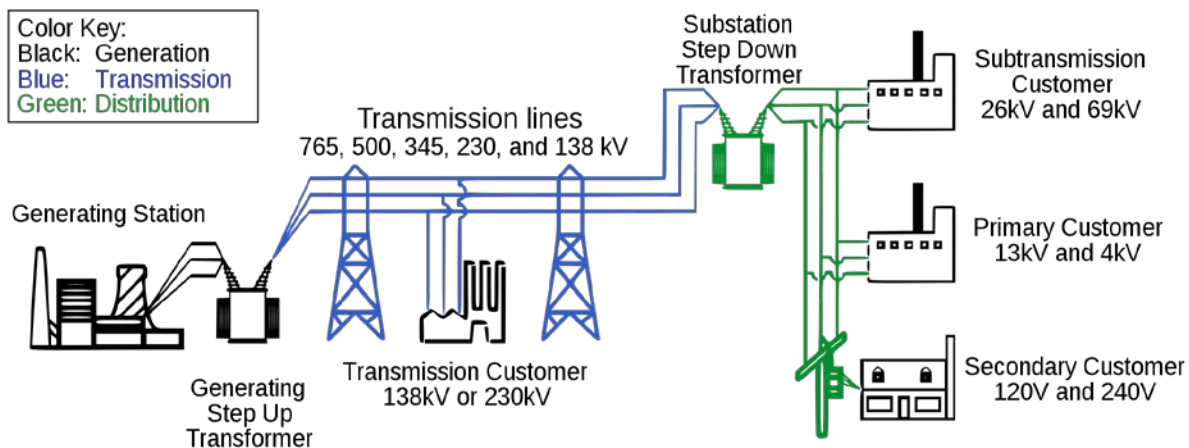 Color Key:
Black: Generation
Blue: Transmission
Green: Distribution
Substation
Step Down
Transformer
Subtransmission
Customer
26kV and 69kV
Transmission lines
765, 500, 345, 230, and 138 kV
Generating Station
Primary Customer
13kV and 4kV
Transmission Customer
138kV or 230kV
Generating
Step Up
Transformer
Secondary Customer
120V and 240V